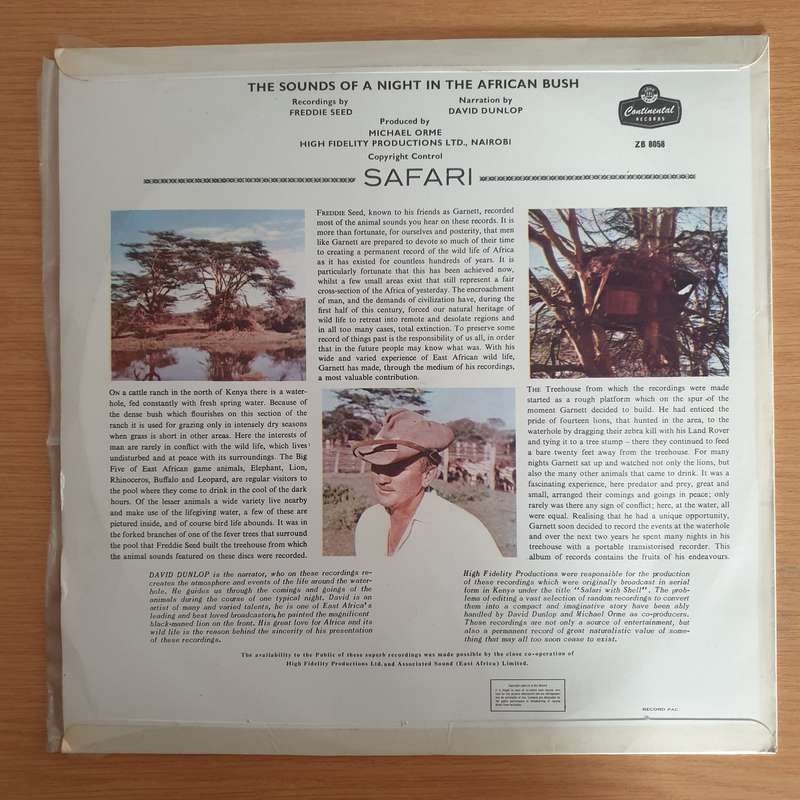 THE SOUNDS OF A NIGHT IN THE AFRICAN BUSH
Recordings by
FREDDIE SEED
Narration by
DAVID DUNLOP
Produced by
MICHAEL ORME
HIGH FIDELITY PRODUCTIONS LTD., NAIROBI
Copyright Control
Continental
RECORDS
ZB 8058
SAFARI
FREDDIE Seed, known to his friends as Garnett, recorded
most of the animal sounds you hear on these records. It is
more than fortunate, for ourselves and posterity, that men
like Garnett are prepared to devote so much of their time
to creating a permanent record of the wild life of Africa
as it has existed for countless hundreds of years. It is
particularly fortunate that this has been achieved now,
whilst a few small areas exist that still represent a fair
cross-section of the Africa of yesterday. The encroachment
of man, and the demands of civilization have, during the
first half of this century, forced our natural heritage of
wild life to retreat into remote and desolate regions and
in all too many cases, total extinction. To preserve some
record of things past is the responsibility of us all, in order
that in the future people may know what was. With his
wide and varied experience of East African wild life,
Garnett has made, through the medium of his recordings,
a most valuable contribution.
ON a cattle ranch in the north of Kenya there is a water-
hole, fed constantly with fresh spring water. Because of
the dense bush which flourishes on this section of the
ranch it is used for grazing only in intensely dry seasons
when grass is short in other areas. Here the interests of
man are rarely in conflict with the wild life, which lives
undisturbed and at peace with its surroundings. The Big
Five of East African game animals, Elephant, Lion,
Rhinoceros, Buffalo and Leopard, are regular visitors to
the pool where they come to drink in the cool of the dark
hours. Of the lesser animals a wide variety live nearby
and make use of the lifegiving water, a few of these are
pictured inside, and of course bird life abounds. It was in
the forked branches of one of the fever trees that surround
the pool that Freddie Seed built the treehouse from which
the animal sounds featured on these discs were recorded.
THE Treehouse from which the recordings were made
started as a rough platform which on the spur of the
moment Garnett decided to build. He had enticed the
pride of fourteen lions, that hunted in the area, to the
waterhole by dragging their zebra kill with his Land Rover
and tying it to a tree stump – there they continued to feed
a bare twenty feet away from the treehouse. For many
nights Garnett sat up and watched not only the lions, but
also the many other animals that came to drink. It was a
fascinating experience, here predator and prey, great and
small, arranged their comings and goings in peace; only
rarely was there any sign of conflict; here, at the water, all
were equal. Realising that he had a unique opportunity,
Garnett soon decided to record the events at the waterhole
and over the next two years he spent many nights in his
treehouse with a portable transistorised recorder. This
album of records contains the fruits of his endeavours.
DAVID DUNLOP is the narrator, who on these recordings re-
creates the atmosphere and events of the life around the water-
hole. He guides us through the comings and goings of the
animals during the course of one typical night. David is an
artist of many and varied talents, he is one of East Africa's
leading and best loved broadcasters, he painted the magnificent
black-maned lion on the front. His great love for Africa and its
wild life is the reason behind the sincerity of his presentation
of these recordings.
High Fidelity Productions were responsible for the production
of these recordings which were originally broadcast in serial
form in Kenya under the title "Safari with Shell". The prob-
lems of editing a vast selection of random recordings to convert
them into a compact and imaginative story have been ably
handled by David Dunlop and Michael Orme as co-producers.
These recordings are not only a source of entertainment, but
also a permanent record of great naturalistic value of some-
thing that may all too soon cease to exist.
The availability to the Public of these superb recordings was made possible by the close co-operation of
High Fidelity Productions Ltd. and Associated Sound (East Africa) Limited.
RECORD PAC